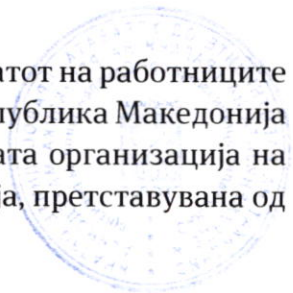 атот на работниците
публика Македонија
ата организација на
ја, претставувана од